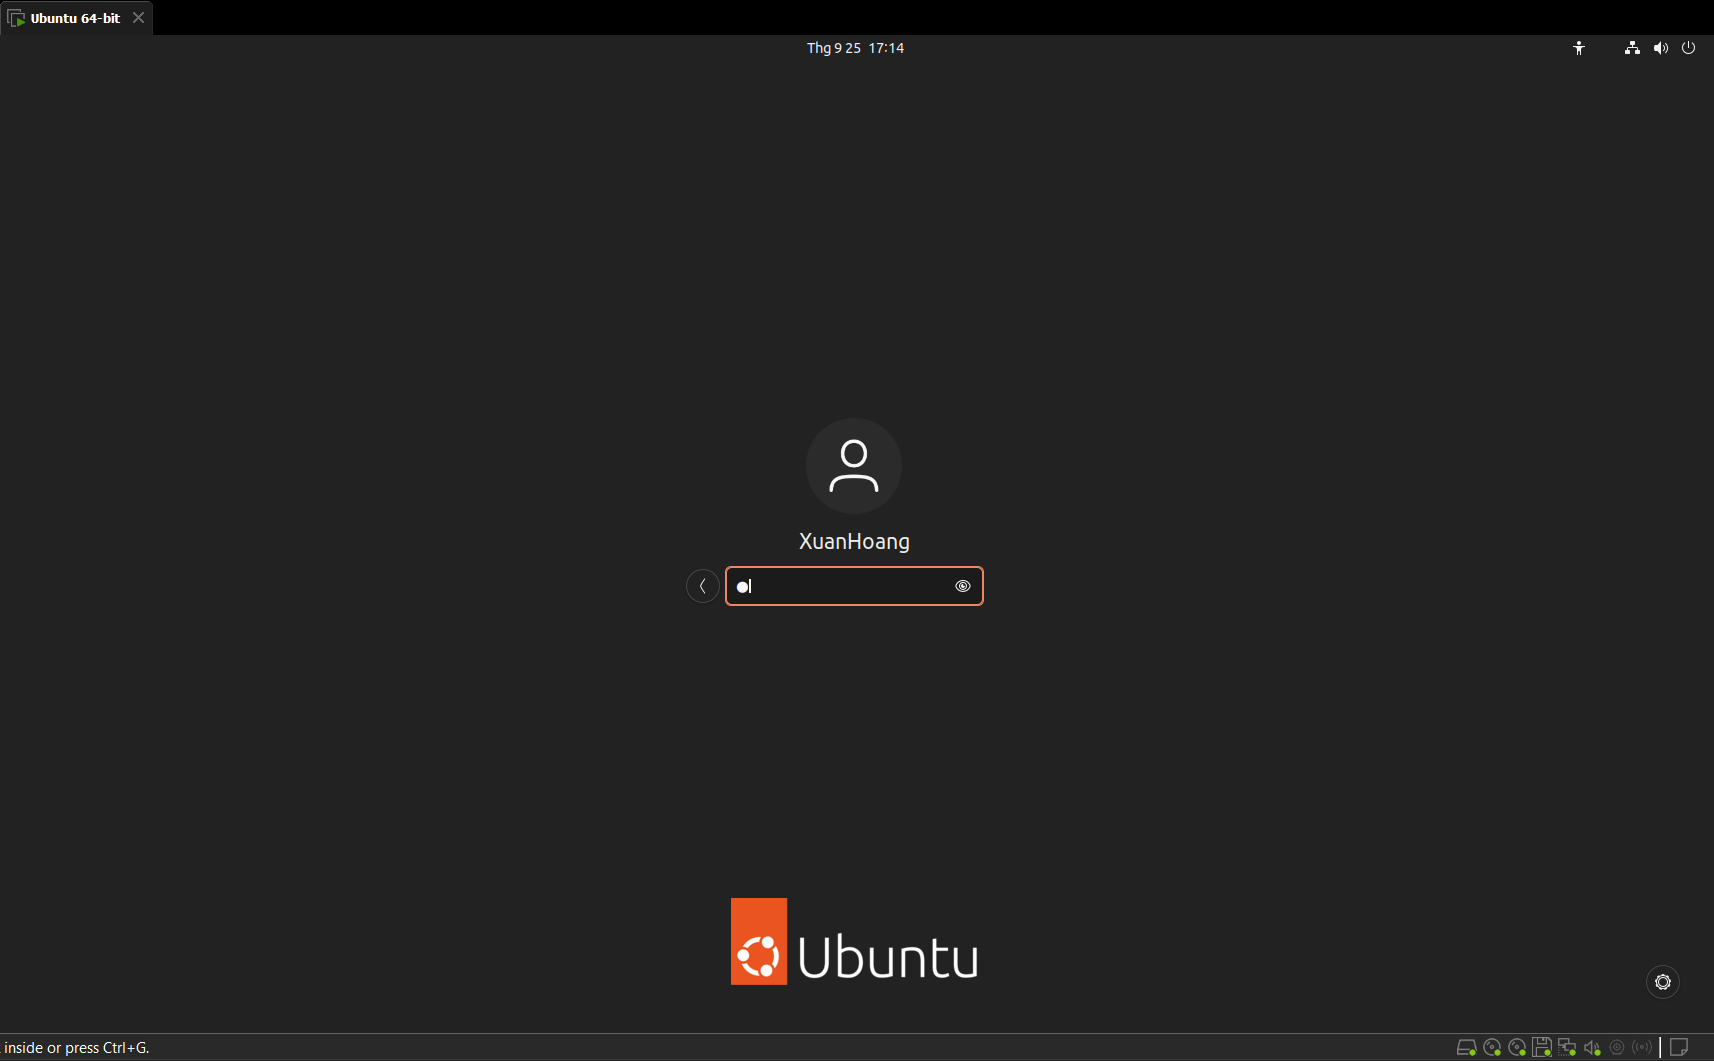 Ubuntu 64-bit
Thg 9 25 17:14
XuanHoang
Ubuntu
inside or press Ctrl+G.